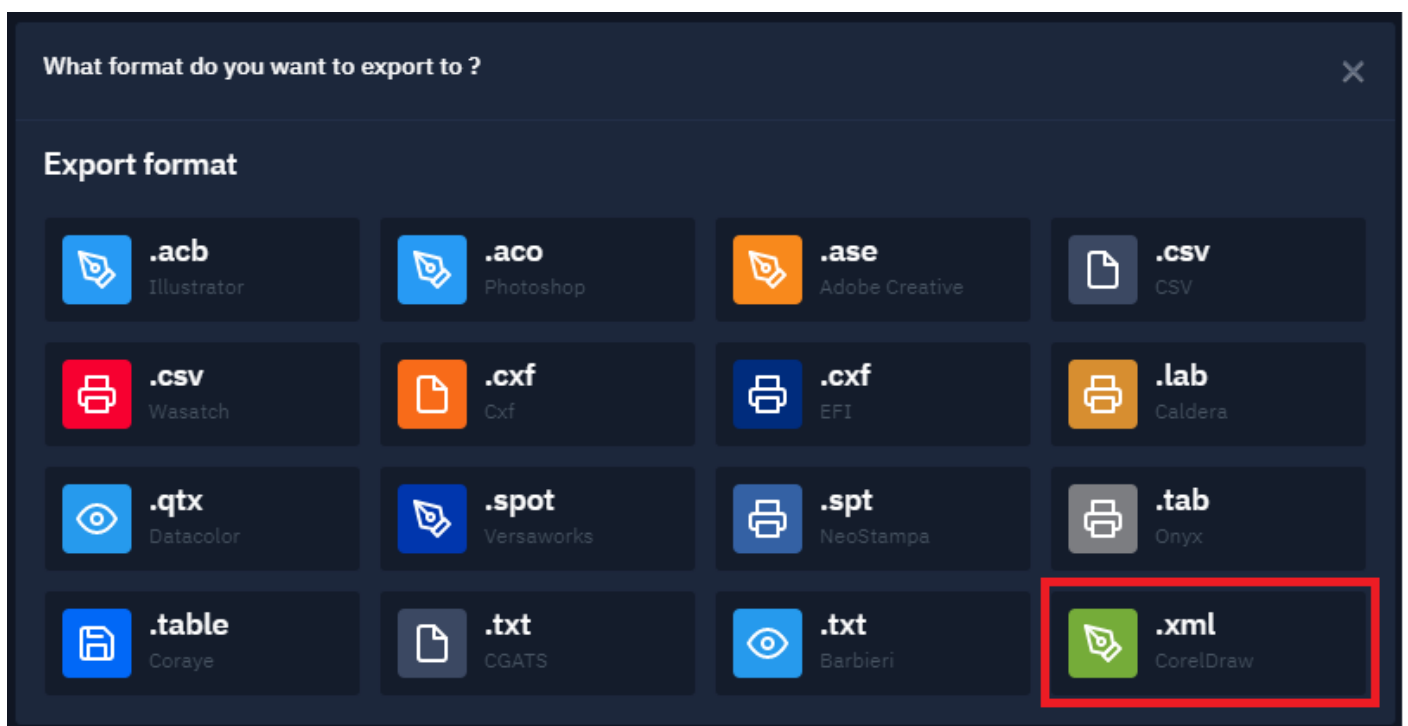 What format do you want to export to ?
Export format
.acb
Illustrator
.aco
Photoshop
.ase
Adobe Creative
.csv
CSV
.csv
Wasatch
.cxf
Cxf
.cxf
EFI
.lab
Caldera
.qtx
Datacolor
.spot
Versaworks
.spt
NeoStampa
.tab
Onyx
.table
Coraye
.txt
CGATS
.txt
Barbieri
.xml
CorelDraw